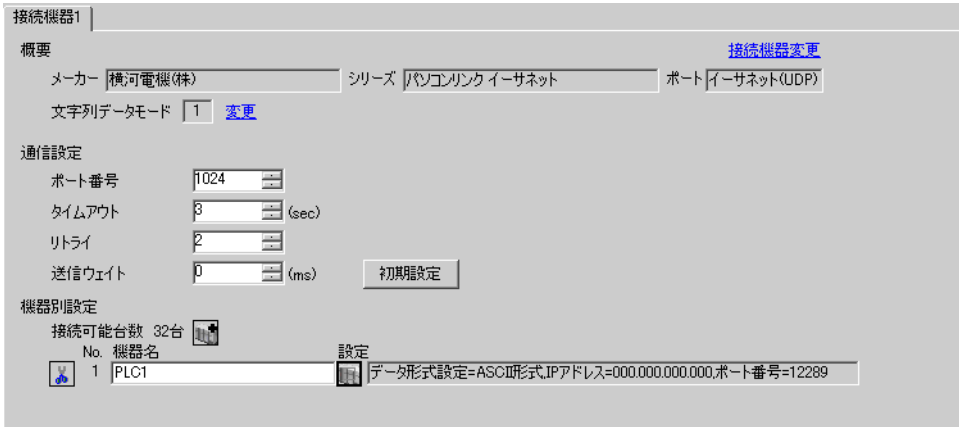 接続機器1
概要 接続機器変更
メーカー 横河電機(株) シリーズ パソコンリンク イーサネット ポート イーサネット(UDP)
文字列データモード 1 変更
通信設定
ポート番号 1024
タイムアウト 3 (sec)
リトライ 2
送信ウェイト 0 (ms) 初期設定
機器別設定
接続可能台数 32台
No. 機器名 設定
1 PLC1 データ形式設定=ASCII形式,IPアドレス=000.000.000.000,ポート番号=12289